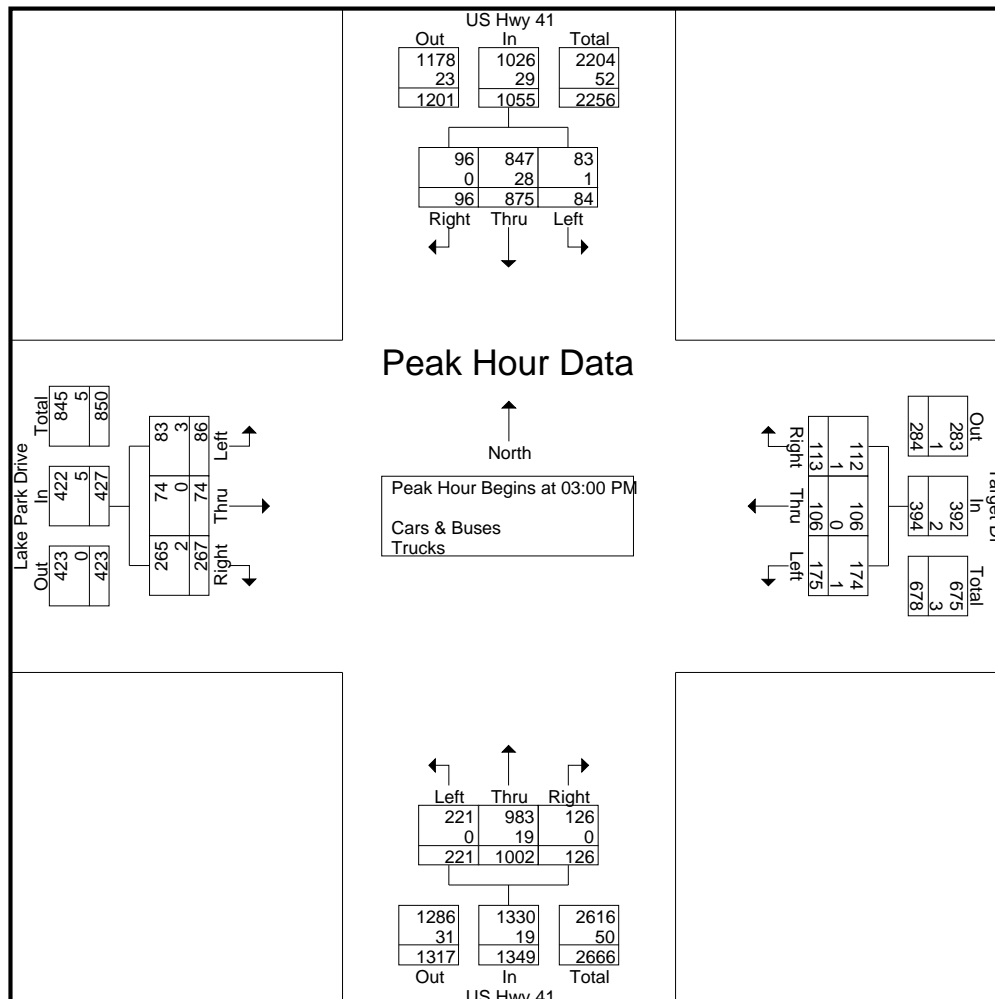 US Hwy 41
Out In Total
1178 1026 2204
23 29 52
1201 1055 2256
96 847 83
0 28 1
96 875 84
Right Thru Left
Peak Hour Data
North
Peak Hour Begins at 03:00 PM
Cars & Buses
Trucks
Lake Park Drive
Total In Out
845 422 423
5 5 0
850 427 423
83 74 265
3 0 2
86 74 267
Left Thru Right
Right Thru Left
113 106 175
1 0 1
112 106 174
284 394 678
1 2 3
283 392 675
Out In Total
Left Thru Right
221 983 126
0 19 0
221 1002 126
1286 1330 2616
31 19 50
1317 1349 2666
Out In Total
US Hwy 41